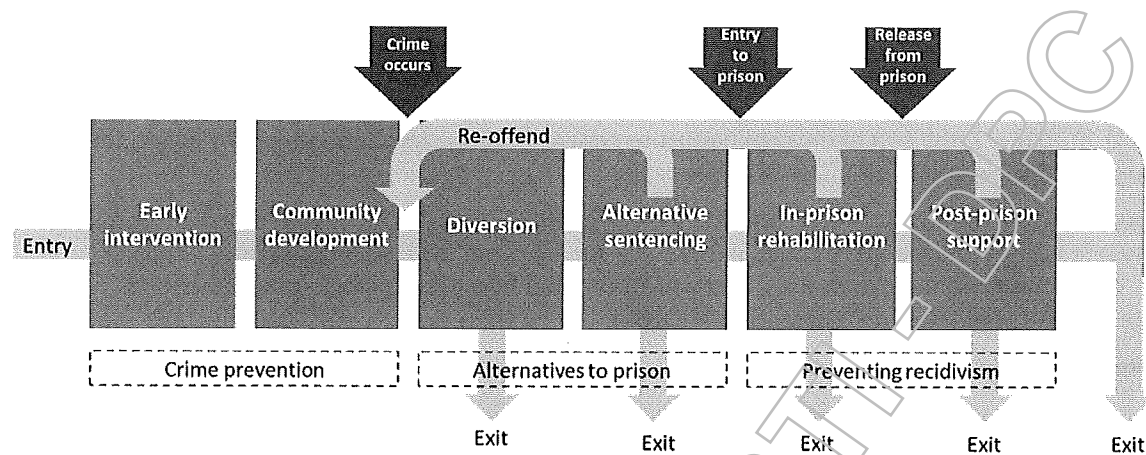 Crime
occurs
Entry
to
prison
Release
from
prison
Re-offend
Entry
Early
intervention
Community
development
Diversion
Alternative
sentencing
In-prison
rehabilitation
Post-prison
support
Crime prevention
Alternatives to prison
Preventing recidivism
Exit
Exit
Exit
Exit
Exit